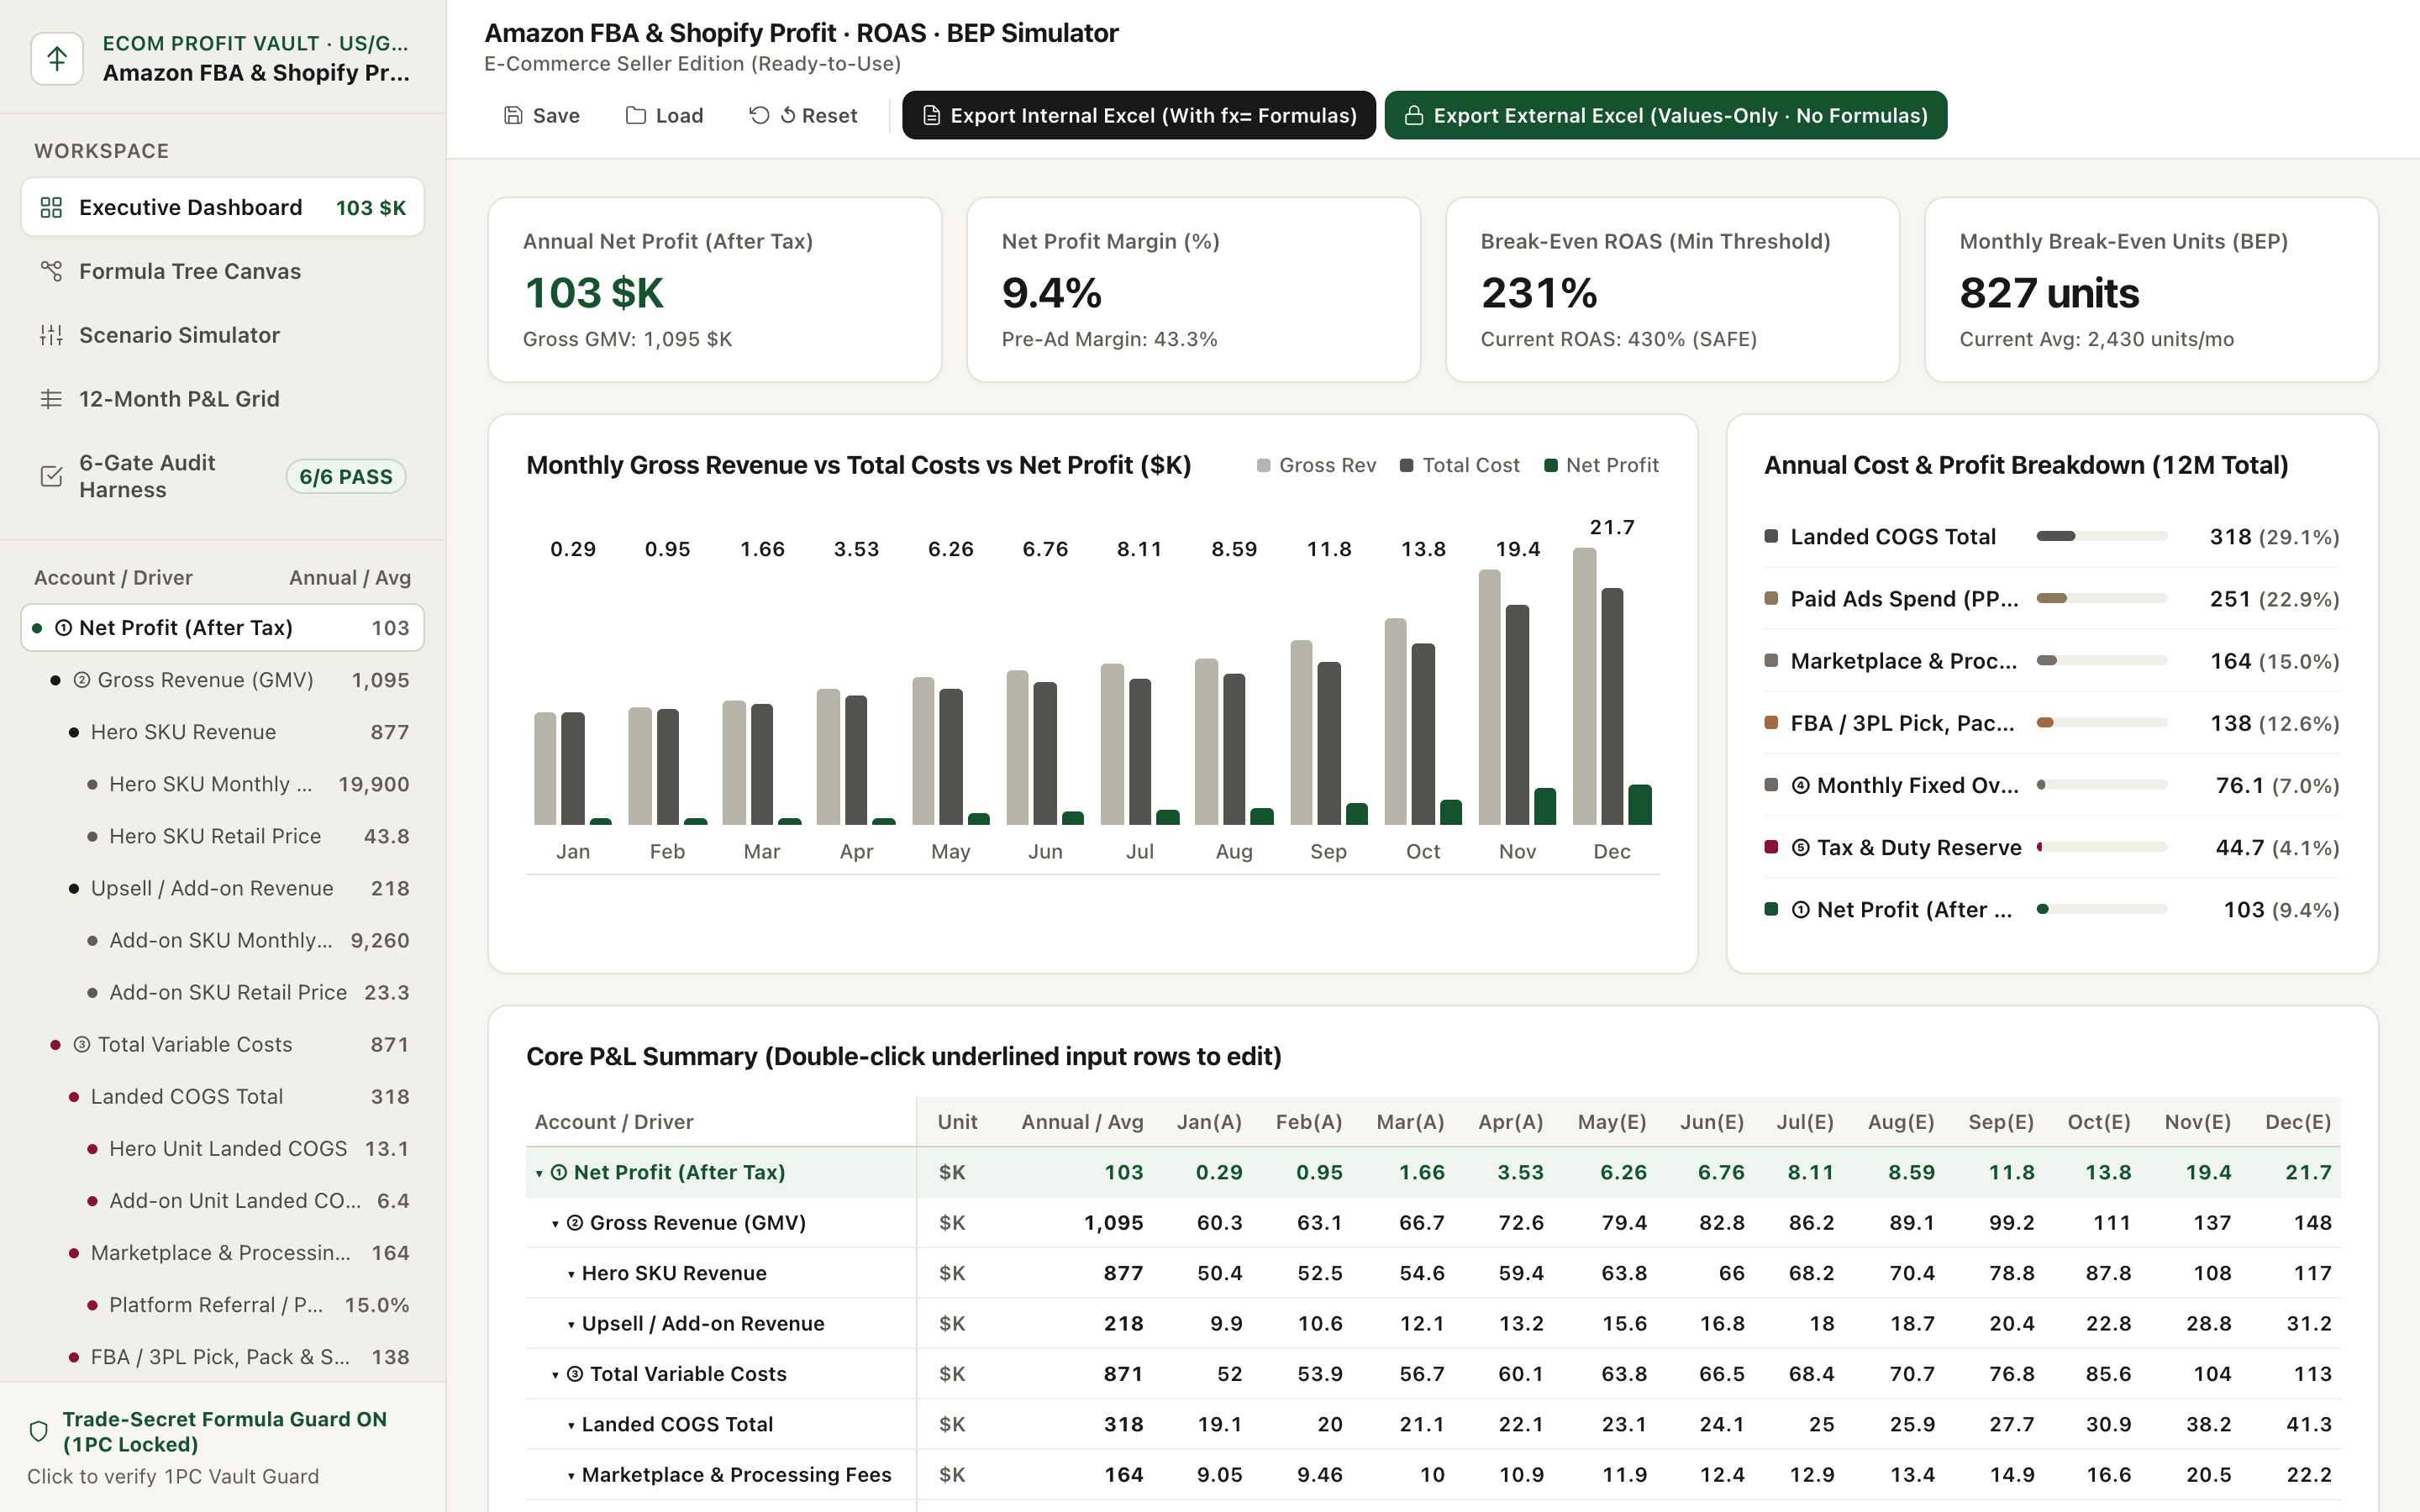 ECOM PROFIT VAULT · US/G...
Amazon FBA & Shopify Pr...
WORKSPACE
Executive Dashboard 103 $K
Formula Tree Canvas
Scenario Simulator
12-Month P&L Grid
6-Gate Audit
Harness
6/6 PASS
Account / Driver Annual / Avg
① Net Profit (After Tax) 103
② Gross Revenue (GMV) 1,095
Hero SKU Revenue 877
Hero SKU Monthly ... 19,900
Hero SKU Retail Price 43.8
Upsell / Add-on Revenue 218
Add-on SKU Monthly... 9,260
Add-on SKU Retail Price 23.3
③ Total Variable Costs 871
Landed COGS Total 318
Hero Unit Landed COGS 13.1
Add-on Unit Landed CO... 6.4
Marketplace & Processin... 164
Platform Referral / P... 15.0%
FBA / 3PL Pick, Pack & S... 138
Trade-Secret Formula Guard ON
(1PC Locked)
Click to verify 1PC Vault Guard
Amazon FBA & Shopify Profit · ROAS · BEP Simulator
E-Commerce Seller Edition (Ready-to-Use)
Save Load ↺ Reset Export Internal Excel (With fx= Formulas) Export External Excel (Values-Only · No Formulas)
Annual Net Profit (After Tax)
103 $K
Gross GMV: 1,095 $K
Net Profit Margin (%)
9.4%
Pre-Ad Margin: 43.3%
Break-Even ROAS (Min Threshold)
231%
Current ROAS: 430% (SAFE)
Monthly Break-Even Units (BEP)
827 units
Current Avg: 2,430 units/mo
Monthly Gross Revenue vs Total Costs vs Net Profit ($K)
Gross Rev Total Cost Net Profit
0.29 0.95 1.66 3.53 6.26 6.76 8.11 8.59 11.8 13.8 19.4 21.7
Jan Feb Mar Apr May Jun Jul Aug Sep Oct Nov Dec
Annual Cost & Profit Breakdown (12M Total)
Landed COGS Total 318 (29.1%)
Paid Ads Spend (PP... 251 (22.9%)
Marketplace & Proc... 164 (15.0%)
FBA / 3PL Pick, Pac... 138 (12.6%)
④ Monthly Fixed Ov... 76.1 (7.0%)
⑤ Tax & Duty Reserve 44.7 (4.1%)
① Net Profit (After ... 103 (9.4%)
Core P&L Summary (Double-click underlined input rows to edit)
Account / Driver Unit Annual / Avg Jan(A) Feb(A) Mar(A) Apr(A) May(E) Jun(E) Jul(E) Aug(E) Sep(E) Oct(E) Nov(E) Dec(E)
▾ ① Net Profit (After Tax) $K 103 0.29 0.95 1.66 3.53 6.26 6.76 8.11 8.59 11.8 13.8 19.4 21.7
▾ ② Gross Revenue (GMV) $K 1,095 60.3 63.1 66.7 72.6 79.4 82.8 86.2 89.1 99.2 111 137 148
▾ Hero SKU Revenue $K 877 50.4 52.5 54.6 59.4 63.8 66 68.2 70.4 78.8 87.8 108 117
▾ Upsell / Add-on Revenue $K 218 9.9 10.6 12.1 13.2 15.6 16.8 18 18.7 20.4 22.8 28.8 31.2
▾ ③ Total Variable Costs $K 871 52 53.9 56.7 60.1 63.8 66.5 68.4 70.7 76.8 85.6 104 113
▾ Landed COGS Total $K 318 19.1 20 21.1 22.1 23.1 24.1 25 25.9 27.7 30.9 38.2 41.3
▾ Marketplace & Processing Fees $K 164 9.05 9.46 10 10.9 11.9 12.4 12.9 13.4 14.9 16.6 20.5 22.2